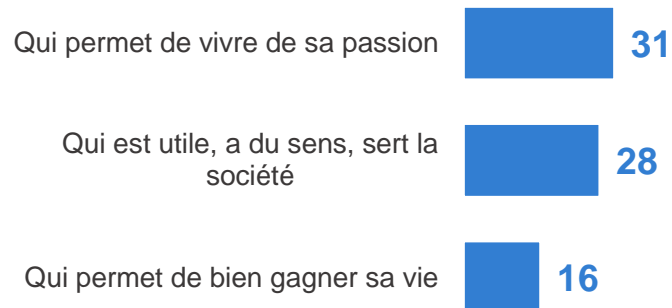 Qui permet de vivre de sa passion
31
Qui est utile, a du sens, sert la
société
28
Qui permet de bien gagner sa vie
16